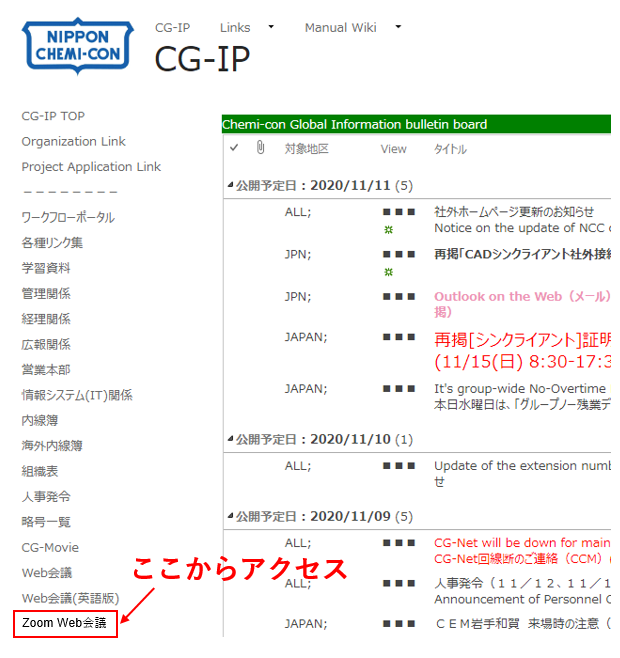 NIPPON
CHEMI-CON
CG-IP Links Manual Wiki
CG-IP
CG-IP TOP
Organization Link
Project Application Link
－－－－－－－－
ワークフローポータル
各種リンク集
学習資料
管理関係
経理関係
広報関係
営業本部
情報システム(IT)関係
内線簿
海外内線簿
組織表
人事発令
略号一覧
CG-Movie
Web会議
Web会議(英語版)
Zoom Web会議
ここからアクセス
Chemi-con Global Information bulletin board
対象地区 View タイトル
公開予定日 : 2020/11/11 (5)
ALL; 社外ホームページ更新のお知らせ
Notice on the update of NCC
JPN; 再掲「CADシンクライアント社外接
JPN; Outlook on the Web（メール）
掲）
JAPAN; 再掲[シンクライアント]証明
(11/15(日) 8:30-17:3
JAPAN; It's group-wide No-Overtime
本日水曜日は、「グループノー残業デ
公開予定日 : 2020/11/10 (1)
ALL; Update of the extension num
せ
公開予定日 : 2020/11/09 (5)
ALL; CG-Net will be down for main
CG-Net回線断のご連絡（CCM）(
ALL; 人事発令（１１／１２、１１／１
Announcement of Personnel
JAPAN; ＣＥＭ岩手和賀 来場時の注意（